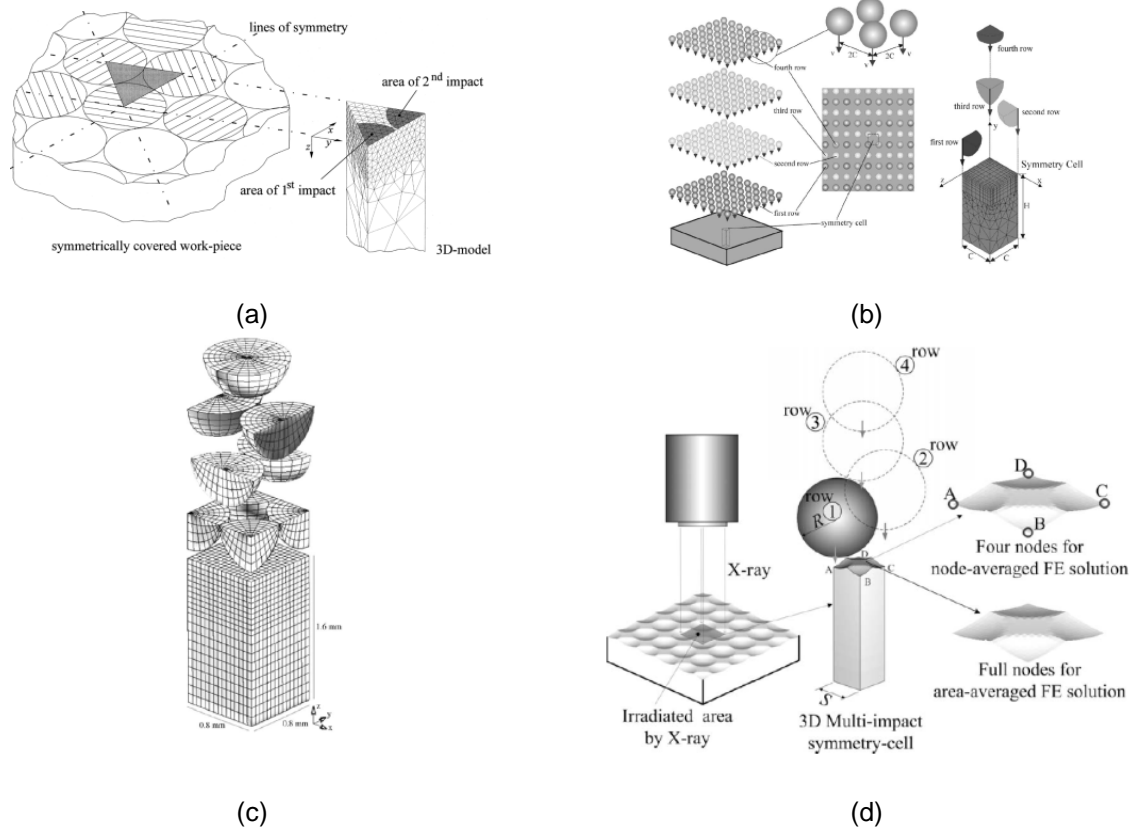 lines of symmetry
area of 2nd impact
x
y
z
area of 1st impact
symmetrically covered work-piece
3D-model
(a)
v
2C
v
2C
v
fourth row
third row
second row
first row
symmetry cell
fourth row
third row
second row
y
first row
Symmetry Cell
z
x
H
C
C
(b)
1.6 mm
0.8 mm
0.8 mm
z
y
x
(c)
row
4
row
3
row
2
row
1
R
X-ray
A
D
C
B
D
A
C
B
Four nodes for
node-averaged FE solution
Full nodes for
area-averaged FE solution
S
Irradiated area
by X-ray
3D Multi-impact
symmetry-cell
(d)